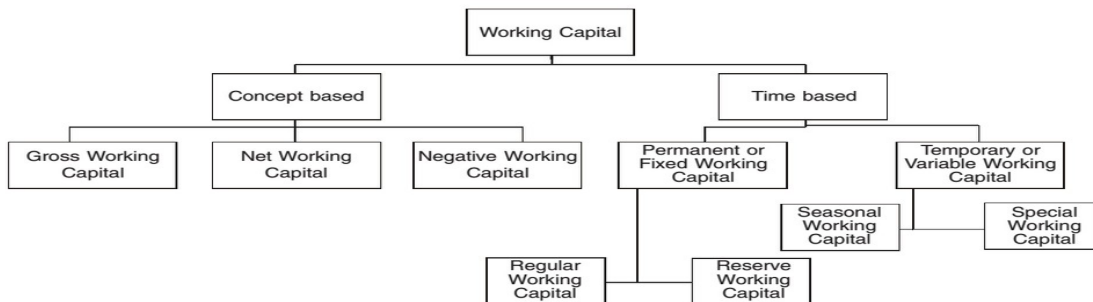 Working Capital
Concept based
Time based
Gross Working
Capital
Net Working
Capital
Negative Working
Capital
Permanent or
Fixed Working
Capital
Temporary or
Variable Working
Capital
Seasonal
Working
Capital
Special
Working
Capital
Regular
Working
Capital
Reserve
Working
Capital